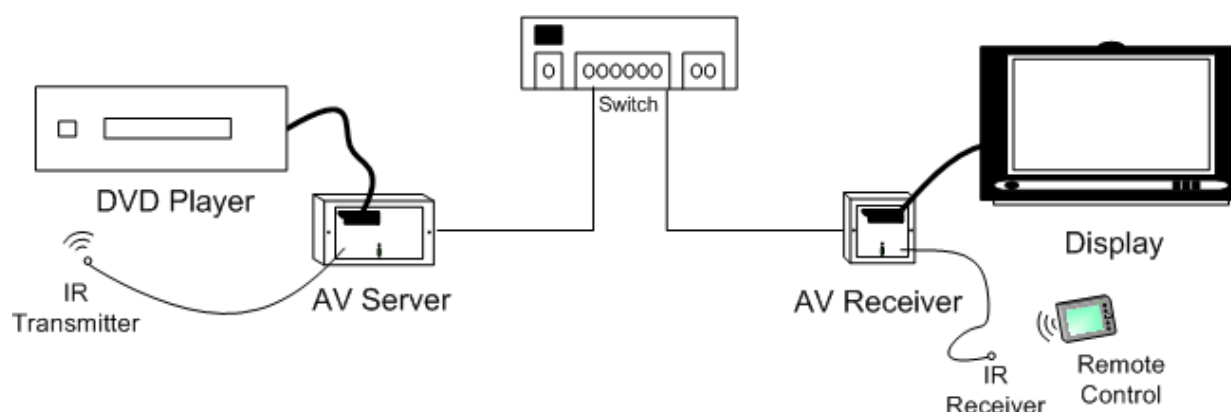 Switch
DVD Player
Display
IR
Transmitter
AV Server
AV Receiver
IR
Receiver
Remote
Control